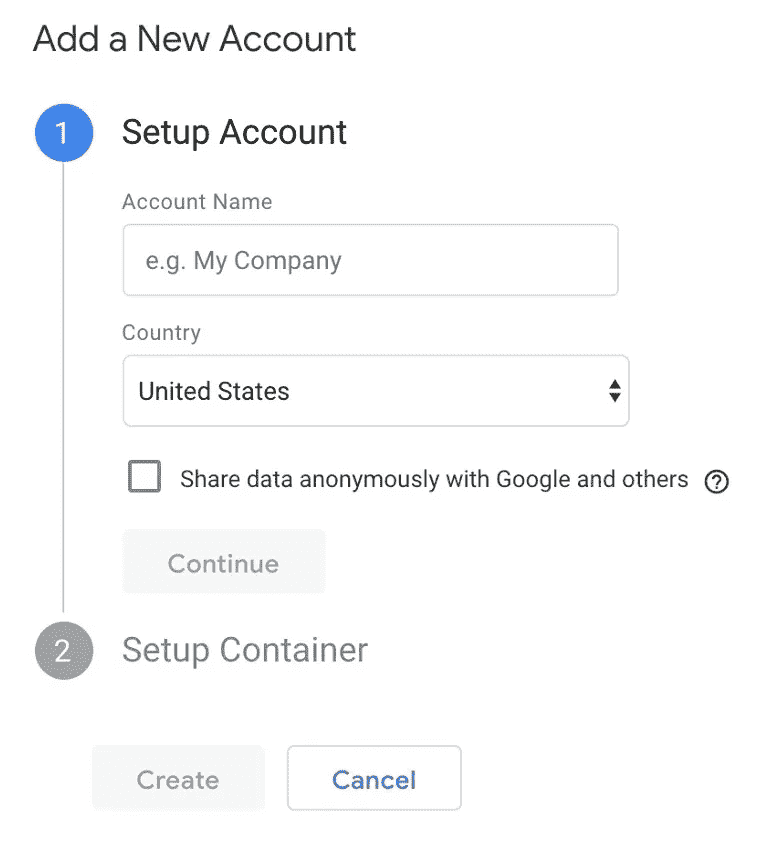 Add a New Account
1
Setup Account
Account Name
e.g. My Company
Country
United States
Share data anonymously with Google and others ?
Continue
2
Setup Container
Create
Cancel